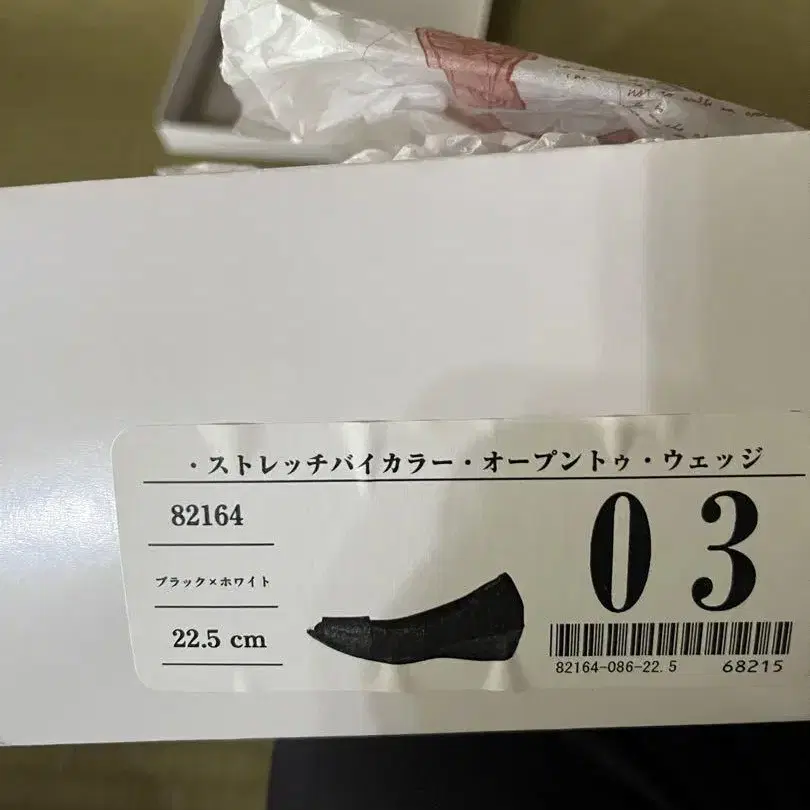 ・ストレッチバイカラー・オープントゥ・ウェッジ
82164
ブラック×ホワイト
22.5 cm
03
82164-086-22.5 68215